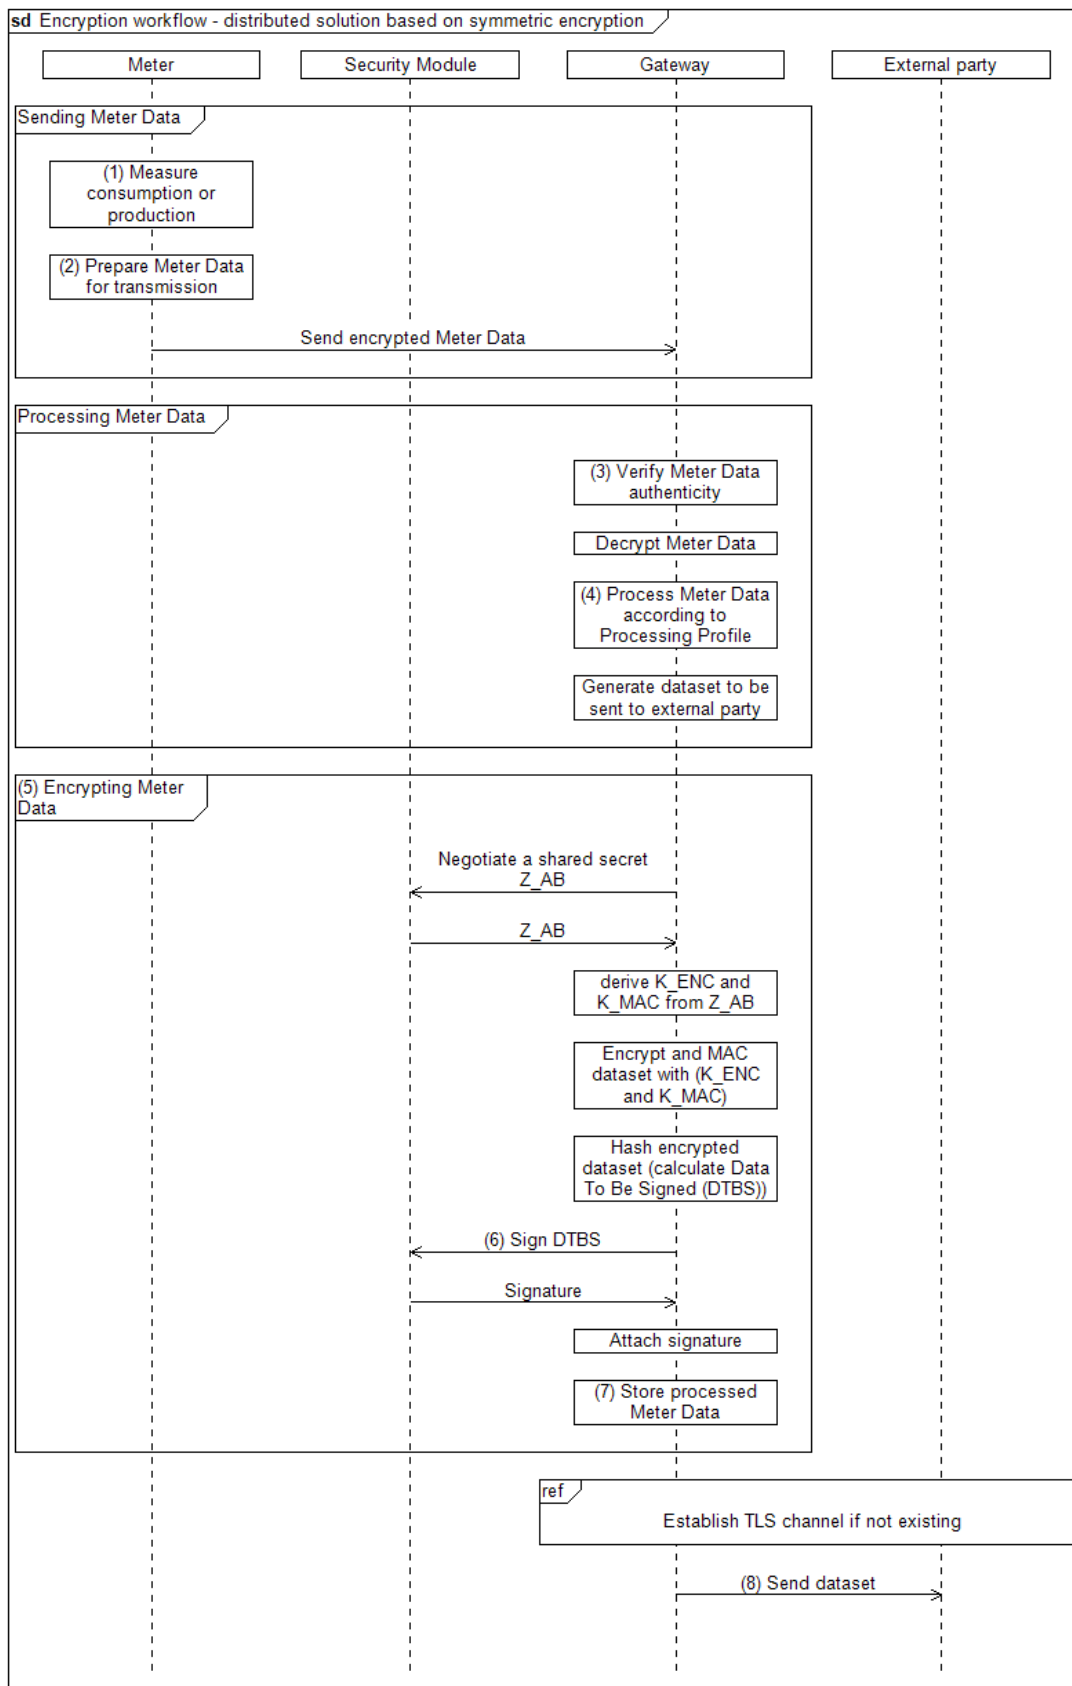 sd Encryption workflow - distributed solution based on symmetric encryption
Meter
Security Module
Gateway
External party
Sending Meter Data
(1) Measure
consumption or
production
(2) Prepare Meter Data
for transmission
Send encrypted Meter Data
Processing Meter Data
(3) Verify Meter Data
authenticity
Decrypt Meter Data
(4) Process Meter Data
according to
Processing Profile
Generate dataset to be
sent to external party
(5) Encrypting Meter
Data
Negotiate a shared secret
Z_AB
Z_AB
derive K_ENC and
K_MAC from Z_AB
Encrypt and MAC
dataset with (K_ENC
and K_MAC)
Hash encrypted
dataset (calculate Data
To Be Signed (DTBS))
(6) Sign DTBS
Signature
Attach signature
(7) Store processed
Meter Data
ref
Establish TLS channel if not existing
(8) Send dataset